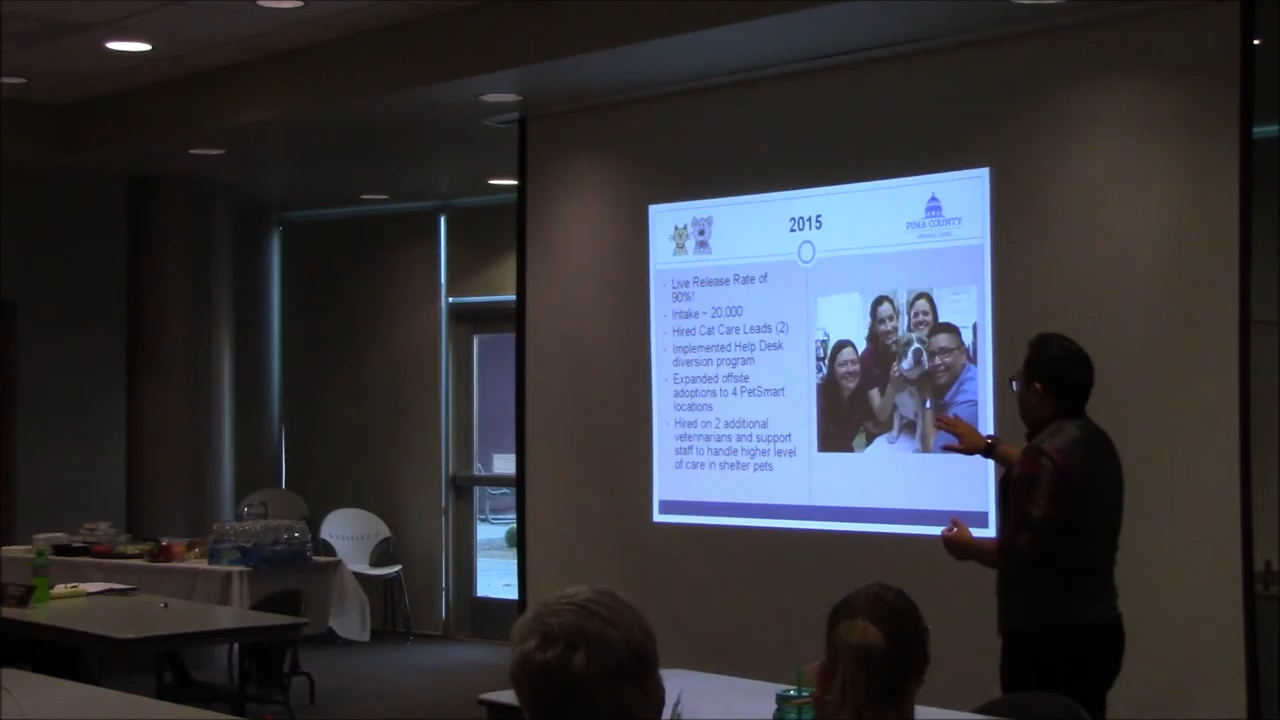 2015
PIMA COUNTY
ANIMAL CARE
Live Release Rate of
90%!
Intake ~ 20,000
Hired Cat Care Leads (2)
Implemented Help Desk
diversion program
Expanded offsite
adoptions to 4 PetSmart
locations
Hired on 2 additional
veterinarians and support
staff to handle higher level
of care in shelter pets